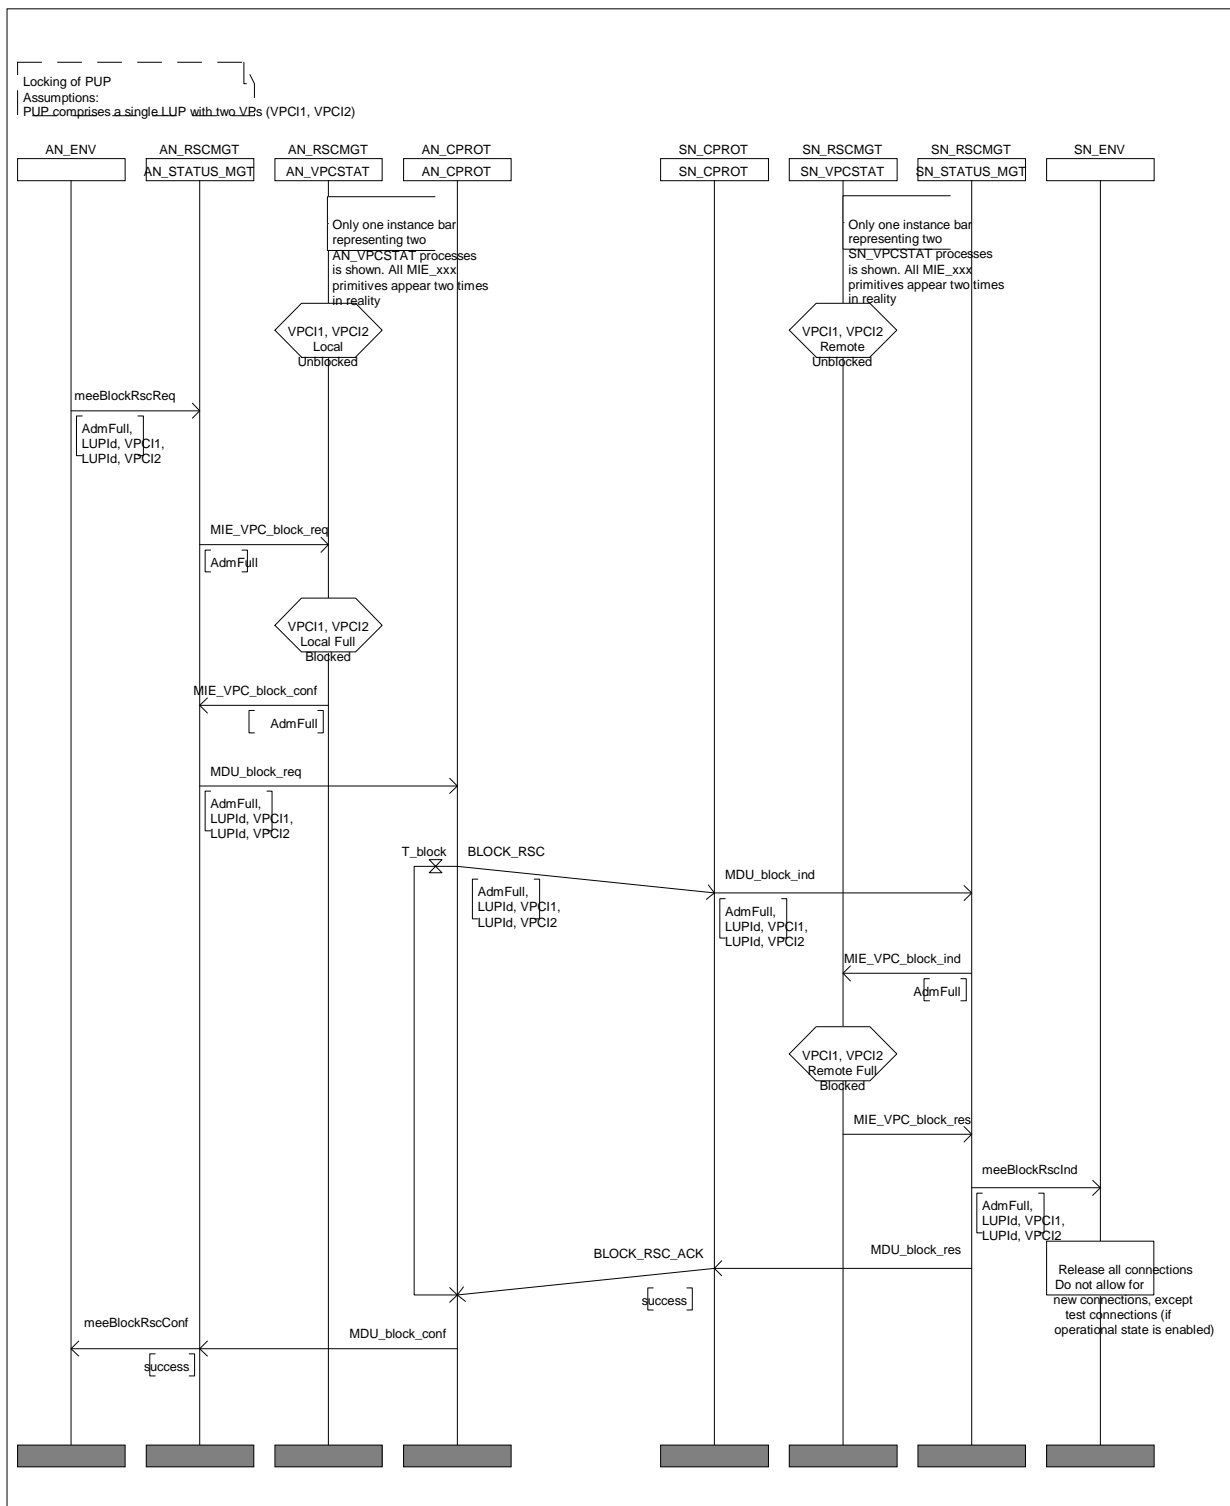 Locking of PUP
Assumptions:
PUP comprises a single LUP with two VPs (VPCI1, VPCI2)
AN_ENV
AN_RSCMGT
AN_RSCMGT
AN_CPROT
SN_CPROT
SN_RSCMGT
SN_RSCMGT
SN_ENV
AN_STATUS_MGT
AN_VPCSTAT
AN_CPROT
SN_CPROT
SN_VPCSTAT
SN_STATUS_MGT
Only one instance bar
representing two
AN_VPCSTAT processes
is shown. All MIE_xxx
primitives appear two times
in reality
Only one instance bar
representing two
SN_VPCSTAT processes
is shown. All MIE_xxx
primitives appear two times
in reality
VPCI1, VPCI2
Local
Unblocked
VPCI1, VPCI2
Remote
Unblocked
meeBlockRscReq
AdmFull,
LUPId, VPCI1,
LUPId, VPCI2
MIE_VPC_block_req
AdmFull
VPCI1, VPCI2
Local Full
Blocked
MIE_VPC_block_conf
AdmFull
MDU_block_req
AdmFull,
LUPId, VPCI1,
LUPId, VPCI2
T_block
BLOCK_RSC
AdmFull,
LUPId, VPCI1,
LUPId, VPCI2
MDU_block_ind
AdmFull,
LUPId, VPCI1,
LUPId, VPCI2
MIE_VPC_block_ind
AdmFull
VPCI1, VPCI2
Remote Full
Blocked
MIE_VPC_block_res
meeBlockRscInd
AdmFull,
LUPId, VPCI1,
LUPId, VPCI2
MDU_block_res
BLOCK_RSC_ACK
success
Release all connections
Do not allow for
new connections, except
test connections (if
operational state is enabled)
meeBlockRscConf
MDU_block_conf
success